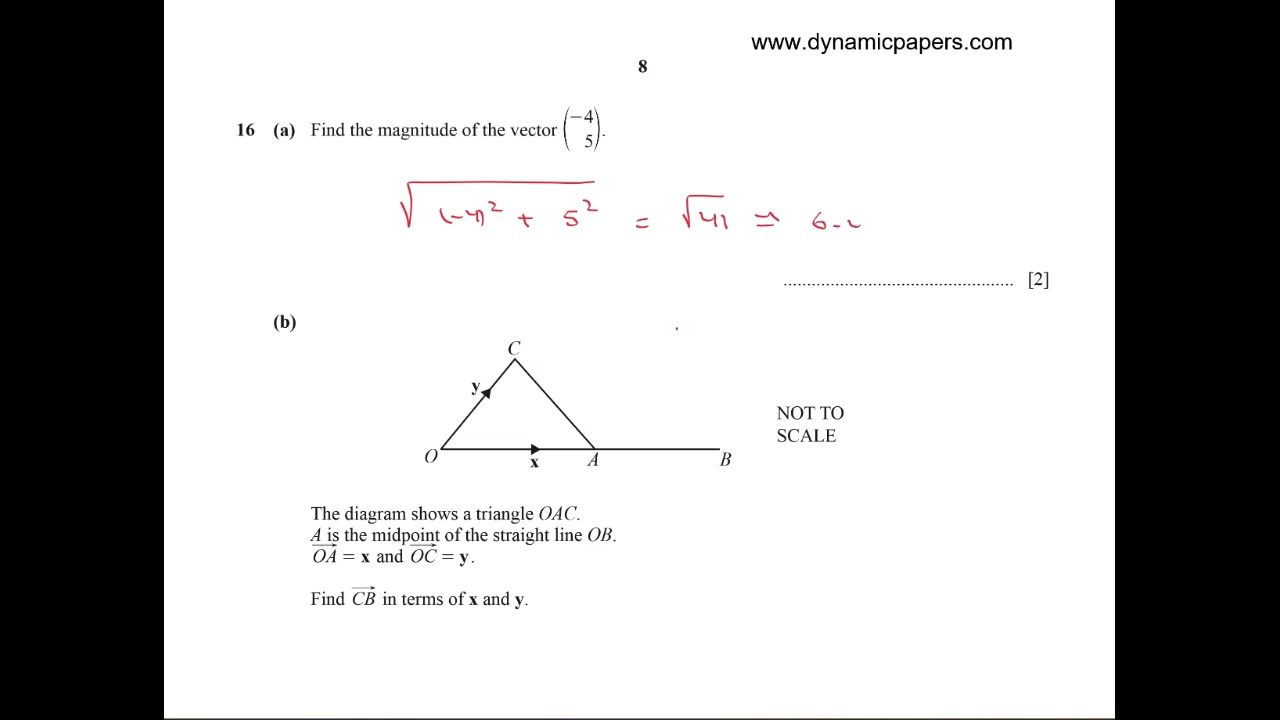 www.dynamicpapers.com
8
16 (a) Find the magnitude of the vector (−4 5).
√(-4)² + 5² = √41 ≃ 6.4
[2]
(b)
C
y
NOT TO
SCALE
O x A B
The diagram shows a triangle OAC.
A is the midpoint of the straight line OB.
OA = x and OC = y.
Find CB in terms of x and y.